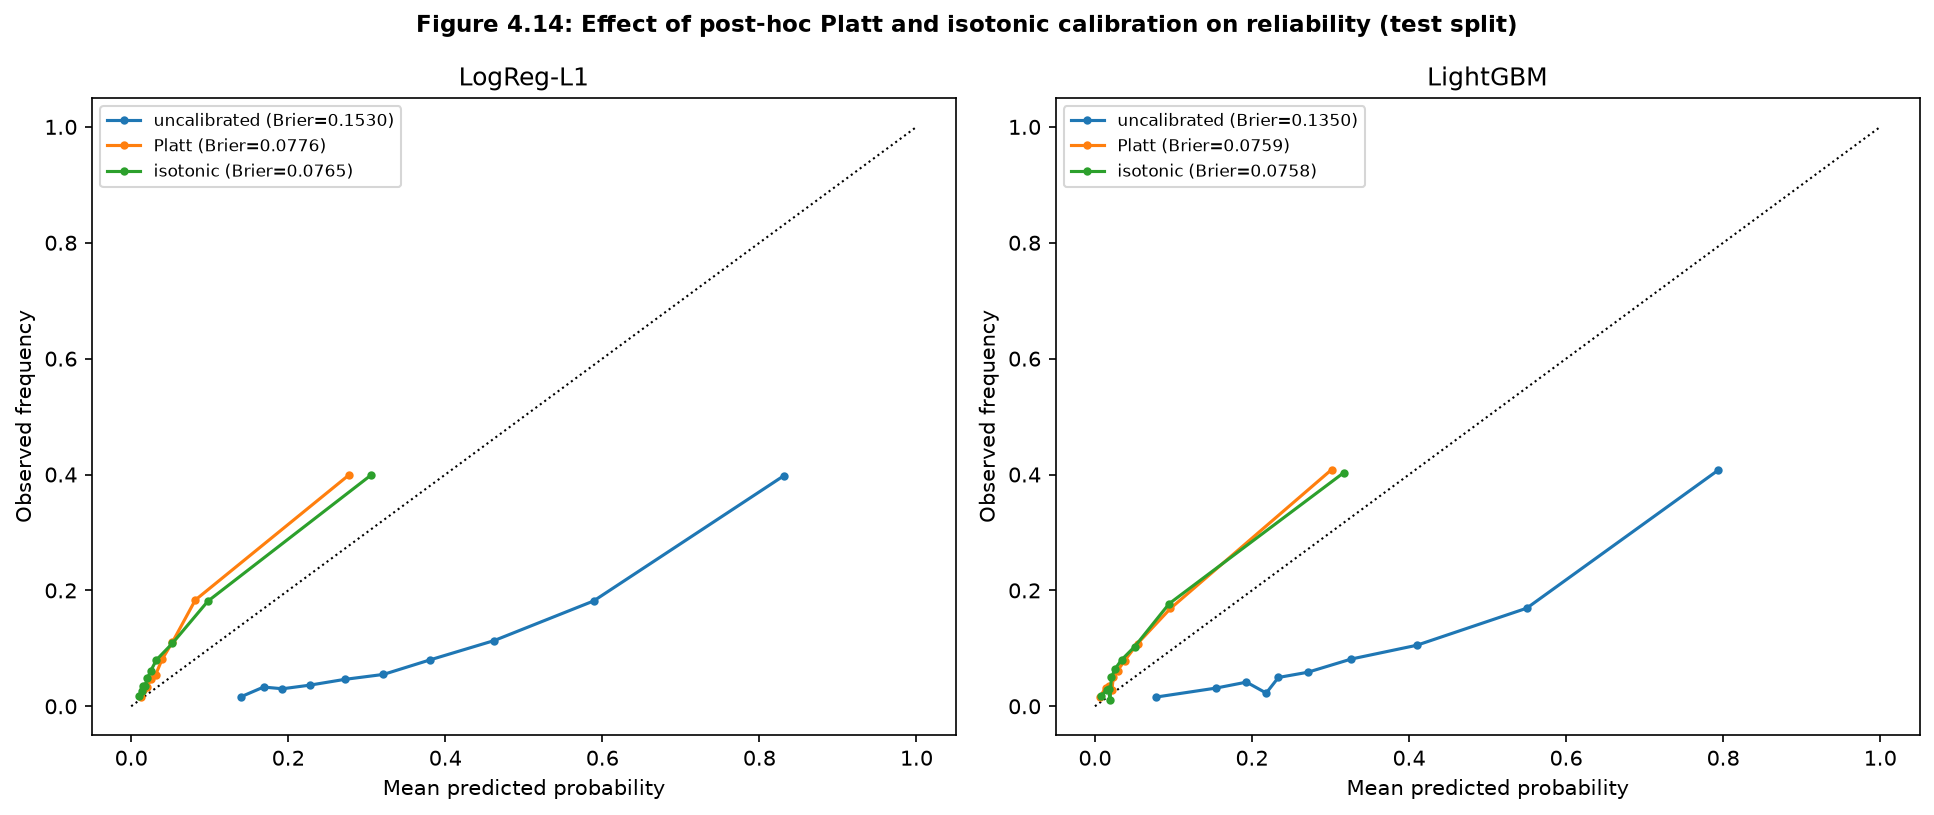 Figure 4.14: Effect of post-hoc Platt and isotonic calibration on reliability (test split)
LogReg-L1
uncalibrated (Brier=0.1530)
Platt (Brier=0.0776)
isotonic (Brier=0.0765)
Observed frequency
1.0
0.8
0.6
0.4
0.2
0.0
0.0 0.2 0.4 0.6 0.8 1.0
Mean predicted probability
LightGBM
uncalibrated (Brier=0.1350)
Platt (Brier=0.0759)
isotonic (Brier=0.0758)
Observed frequency
1.0
0.8
0.6
0.4
0.2
0.0
0.0 0.2 0.4 0.6 0.8 1.0
Mean predicted probability